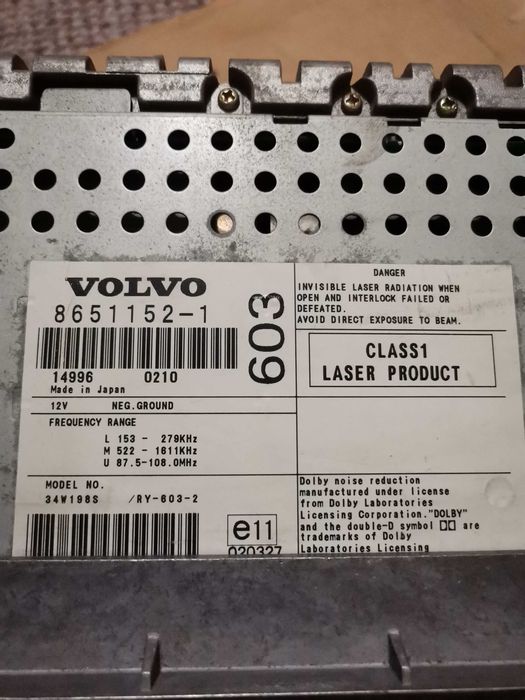 VOLVO
8651152-1
603
14996 0210
Made in Japan
12V NEG.GROUND
FREQUENCY RANGE
L 153 - 279KHz
M 522 - 1611KHz
U 87.5-108.0MHz
MODEL NO.
34W198S /RY-603-2
e11
020327
DANGER
INVISIBLE LASER RADIATION WHEN
OPEN AND INTERLOCK FAILED OR
DEFEATED.
AVOID DIRECT EXPOSURE TO BEAM.
CLASS1
LASER PRODUCT
Dolby noise reduction
manufactured under license
from Dolby Laboratories
Licensing Corporation."DOLBY"
and the double-D symbol are
trademarks of Dolby
Laboratories Licensing